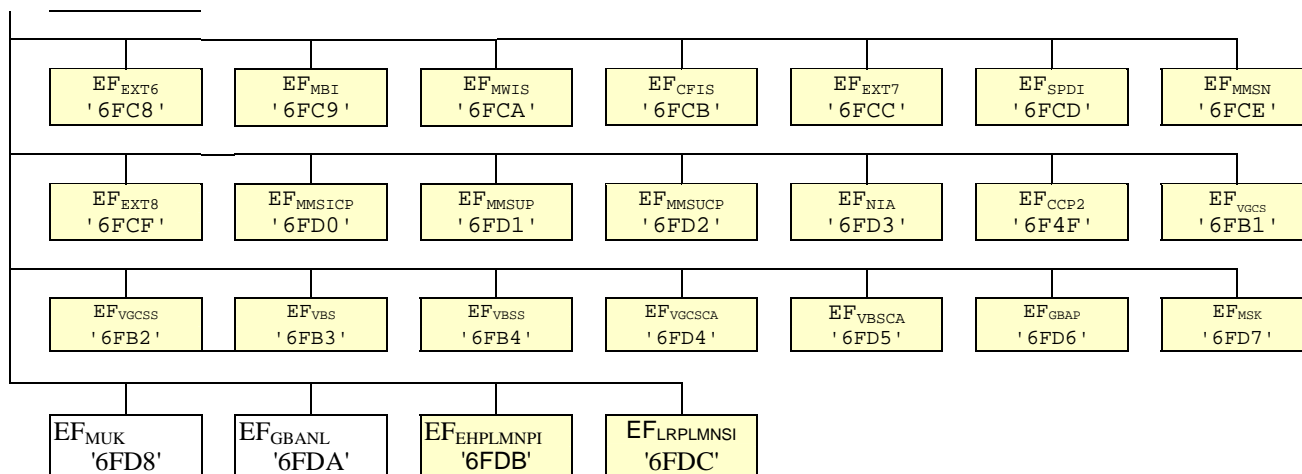 EFEXT6 EFMBI EFMWIS EFCFIS EFEXT7 EFSPDI EFMMSN
'6FC8' '6FC9' '6FCA' '6FCB' '6FCC' '6FCD' '6FCE'
EFEXT8 EFMMSICP EFMMSUP EFMMSUCP EFNIA EFCCP2 EFVGCS
'6FCF' '6FD0' '6FD1' '6FD2' '6FD3' '6F4F' '6FB1'
EFVGCSS EFVBS EFVBSS EFVGCSCA EFVBSCA EFGBAP EFMSK
'6FB2' '6FB3' '6FB4' '6FD4' '6FD5' '6FD6' '6FD7'
EFMUK EFGBANL EFEHPLMNPI EFLRPLMNSI
'6FD8' '6FDA' '6FDB' '6FDC'